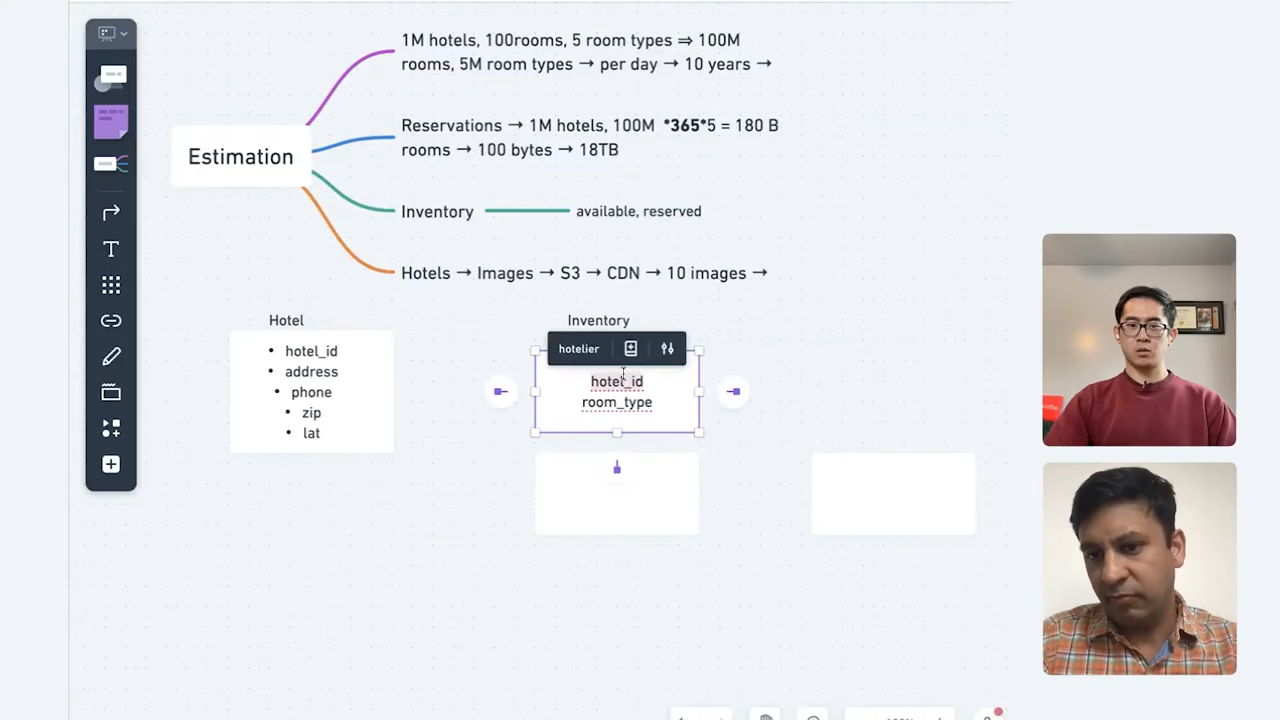 1M hotels, 100rooms, 5 room types ⇒ 100M
rooms, 5M room types → per day → 10 years →
Reservations → 1M hotels, 100M *365*5 = 180 B
rooms → 100 bytes → 18TB
Estimation
Inventory
available, reserved
Hotels → Images → S3 → CDN → 10 images →
Hotel
Inventory
• hotel_id
• address
• phone
• zip
• lat
hotelier
hotel_id
room_type
T